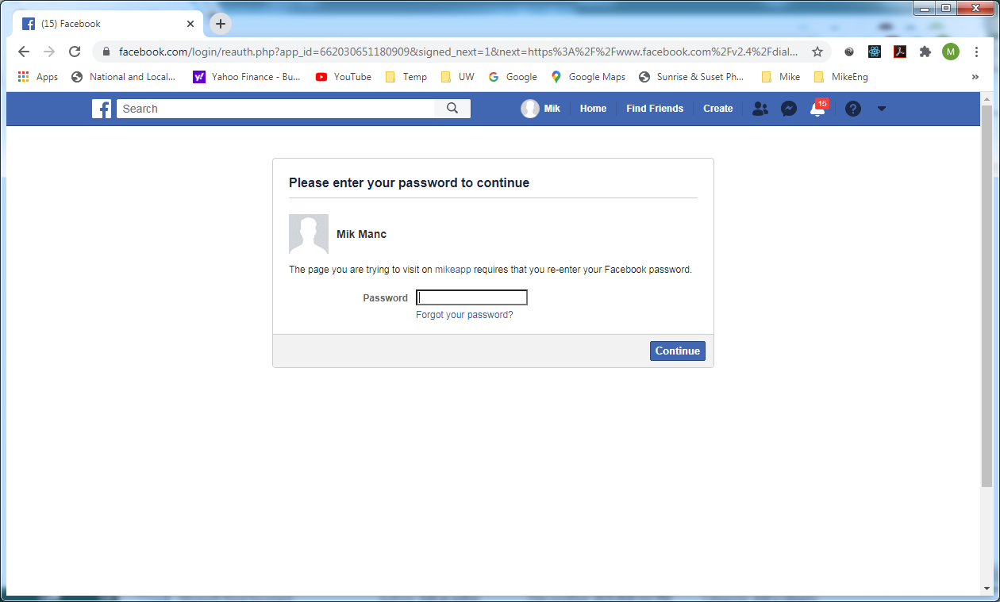 (15) Facebook
facebook.com/login/reauth.php?app_id=662030651180909&signed_next=1&next=https%3A%2F%2Fwww.facebook.com%2Fv2.4%2Fdial...
M
Apps National and Local... Yahoo Finance - Bu... YouTube Temp UW Google Google Maps Sunrise & Suset Ph... Mike MikeEng »
Search Mik Home Find Friends Create 15
Please enter your password to continue
Mik Manc
The page you are trying to visit on mikeapp requires that you re-enter your Facebook password.
Password
Forgot your password?
Continue